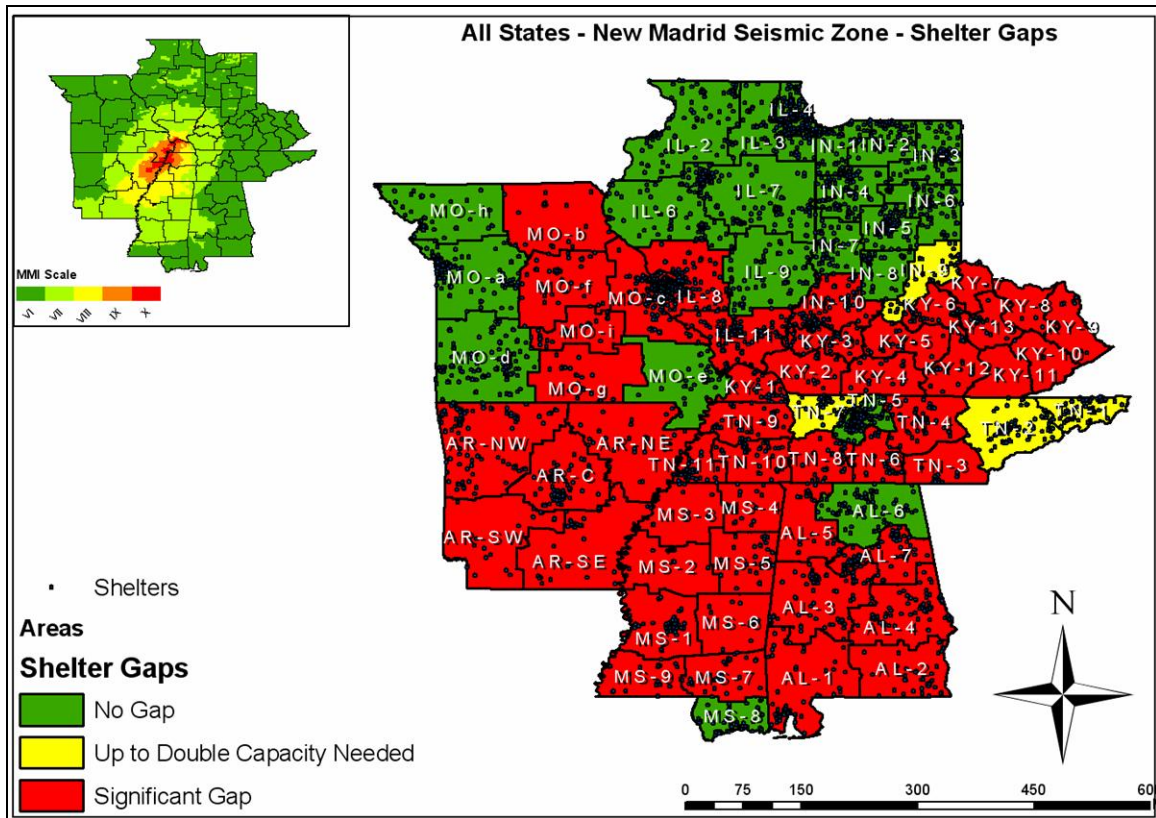 All States - New Madrid Seismic Zone - Shelter Gaps
MMI Scale
VI VII VIII IX X
IL-4
IL-2
IL-3
IN-1
IN-2
IN-3
MO-h
IL-6
IL-7
IN-4
IN-6
IN-5
MO-b
IN-7
MO-a
MO-f
IL-9
IN-8
IN-9
MO-c
IL-8
IN-10
KY-6
KY-7
KY-8
MO-i
IL-11
KY-3
KY-5
KY-13
KY-9
MO-d
MO-e
KY-10
MO-g
KY-1
KY-2
KY-4
KY-12
KY-11
TN-7
TN-5
TN-1
AR-NW
AR-NE
TN-9
TN-4
TN-2
AR-C
TN-11
TN-10
TN-8
TN-6
TN-3
MS-3
MS-4
AL-6
AR-SW
AL-5
AR-SE
MS-2
MS-5
AL-7
MS-1
MS-6
AL-3
AL-4
MS-9
MS-7
AL-1
AL-2
MS-8
Shelters
Areas
Shelter Gaps
No Gap
Up to Double Capacity Needed
Significant Gap
N
0 75 150 300 450 60